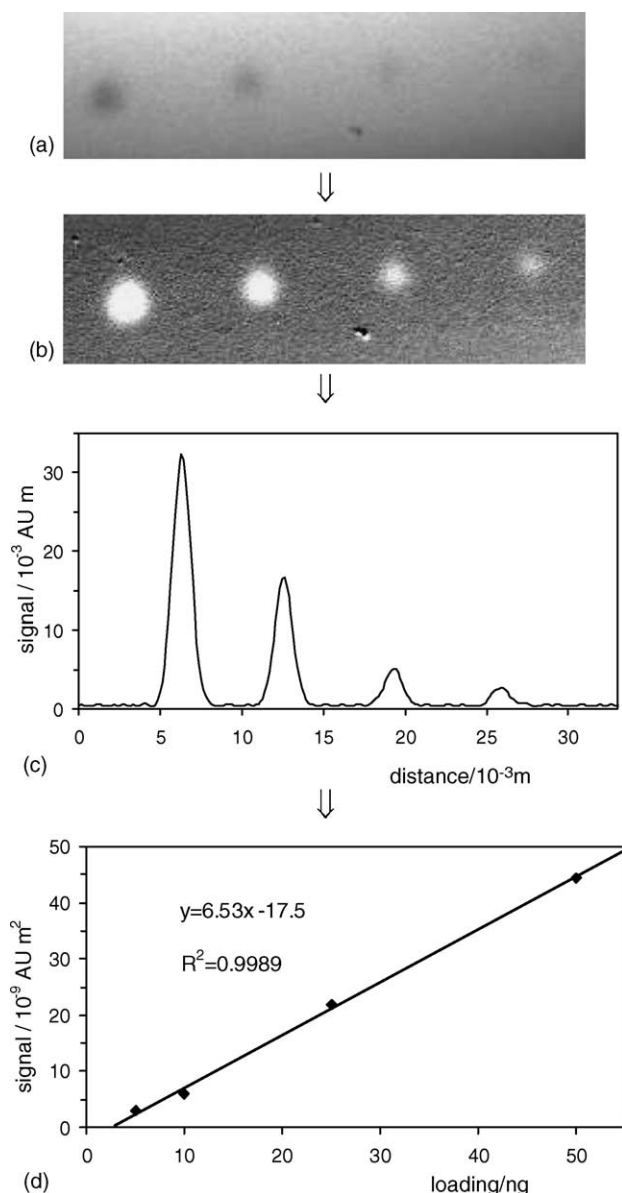 (a)
⇓
(b)
⇓
signal / 10⁻³ AU m
30
20
10
0
0 5 10 15 20 25 30
distance/10⁻³m
(c)
⇓
signal / 10⁻⁹ AU m²
50
40
30
20
10
0
y=6.53x -17.5
R²=0.9989
0 10 20 30 40 50
loading/ng
(d)